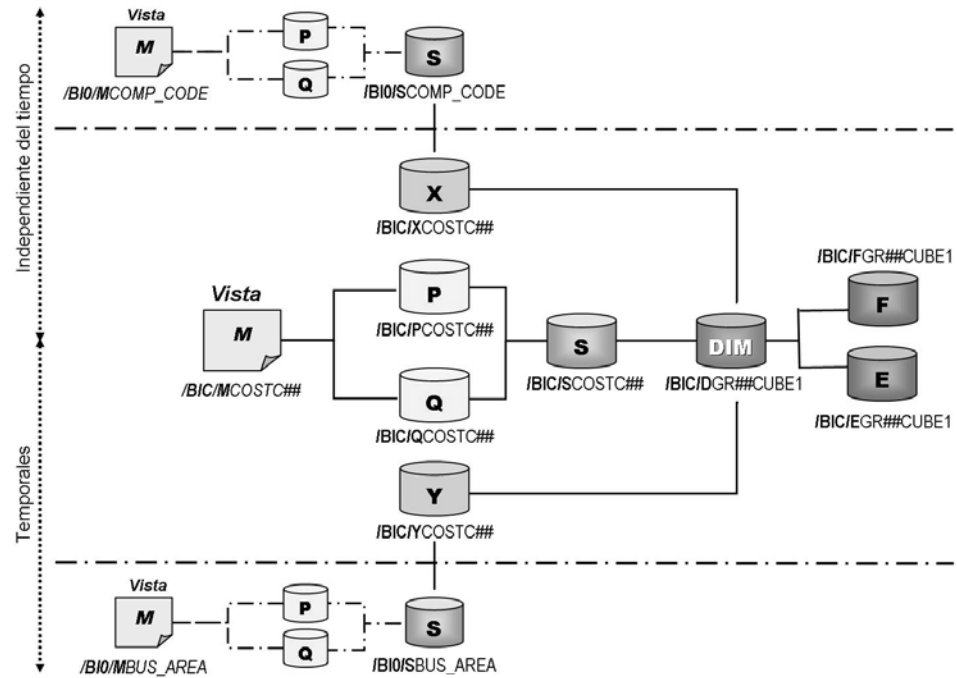 Vista
M
P
Q
S
/BI0/MCOMP_CODE
/BI0/SCOMP_CODE
Independiente del tiempo
X
/BIC/XCOSTC##
Vista
M
/BIC/MCOSTC##
P
/BIC/PCOSTC##
S
/BIC/SCOSTC##
DIM
/BIC/DGR##CUBE1
/BIC/FGR##CUBE1
F
E
/BIC/EGR##CUBE1
Q
/BIC/QCOSTC##
Temporales
Y
/BIC/YCOSTC##
Vista
M
P
Q
S
/BI0/MBUS_AREA
/BI0/SBUS_AREA